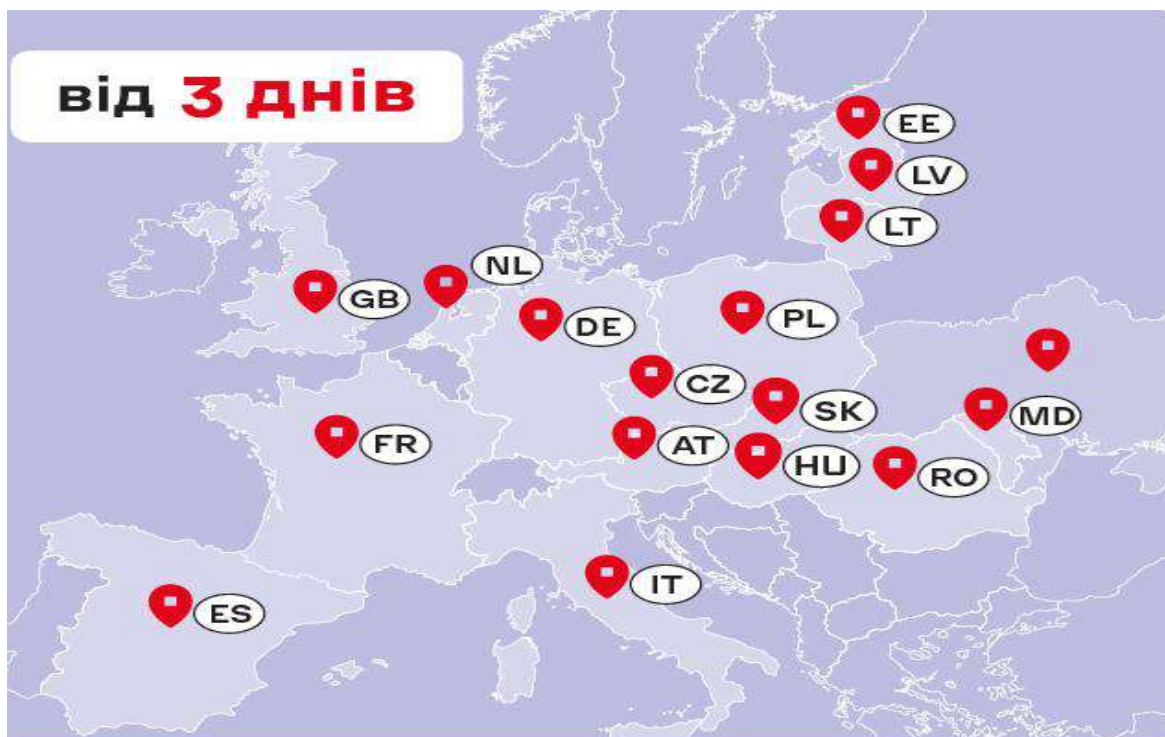 від 3 днів
EE
LV
LT
NL
GB
DE
PL
CZ
SK
MD
FR
AT
HU
RO
IT
ES